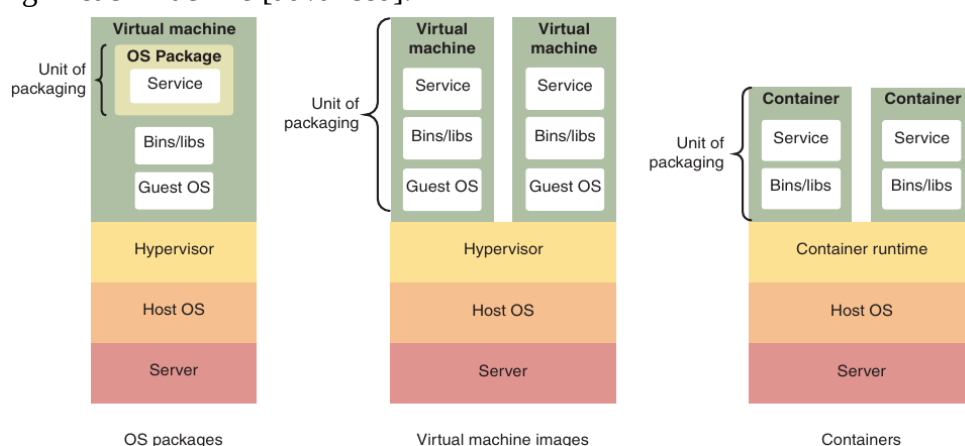 Virtual machine
OS Package
Service
Unit of
packaging
Bins/libs
Guest OS
Hypervisor
Host OS
Server
OS packages
Virtual
machine
Service
Bins/libs
Guest OS
Virtual
machine
Service
Bins/libs
Guest OS
Unit of
packaging
Hypervisor
Host OS
Server
Virtual machine images
Container
Service
Bins/libs
Container
Service
Bins/libs
Unit of
packaging
Container runtime
Host OS
Server
Containers